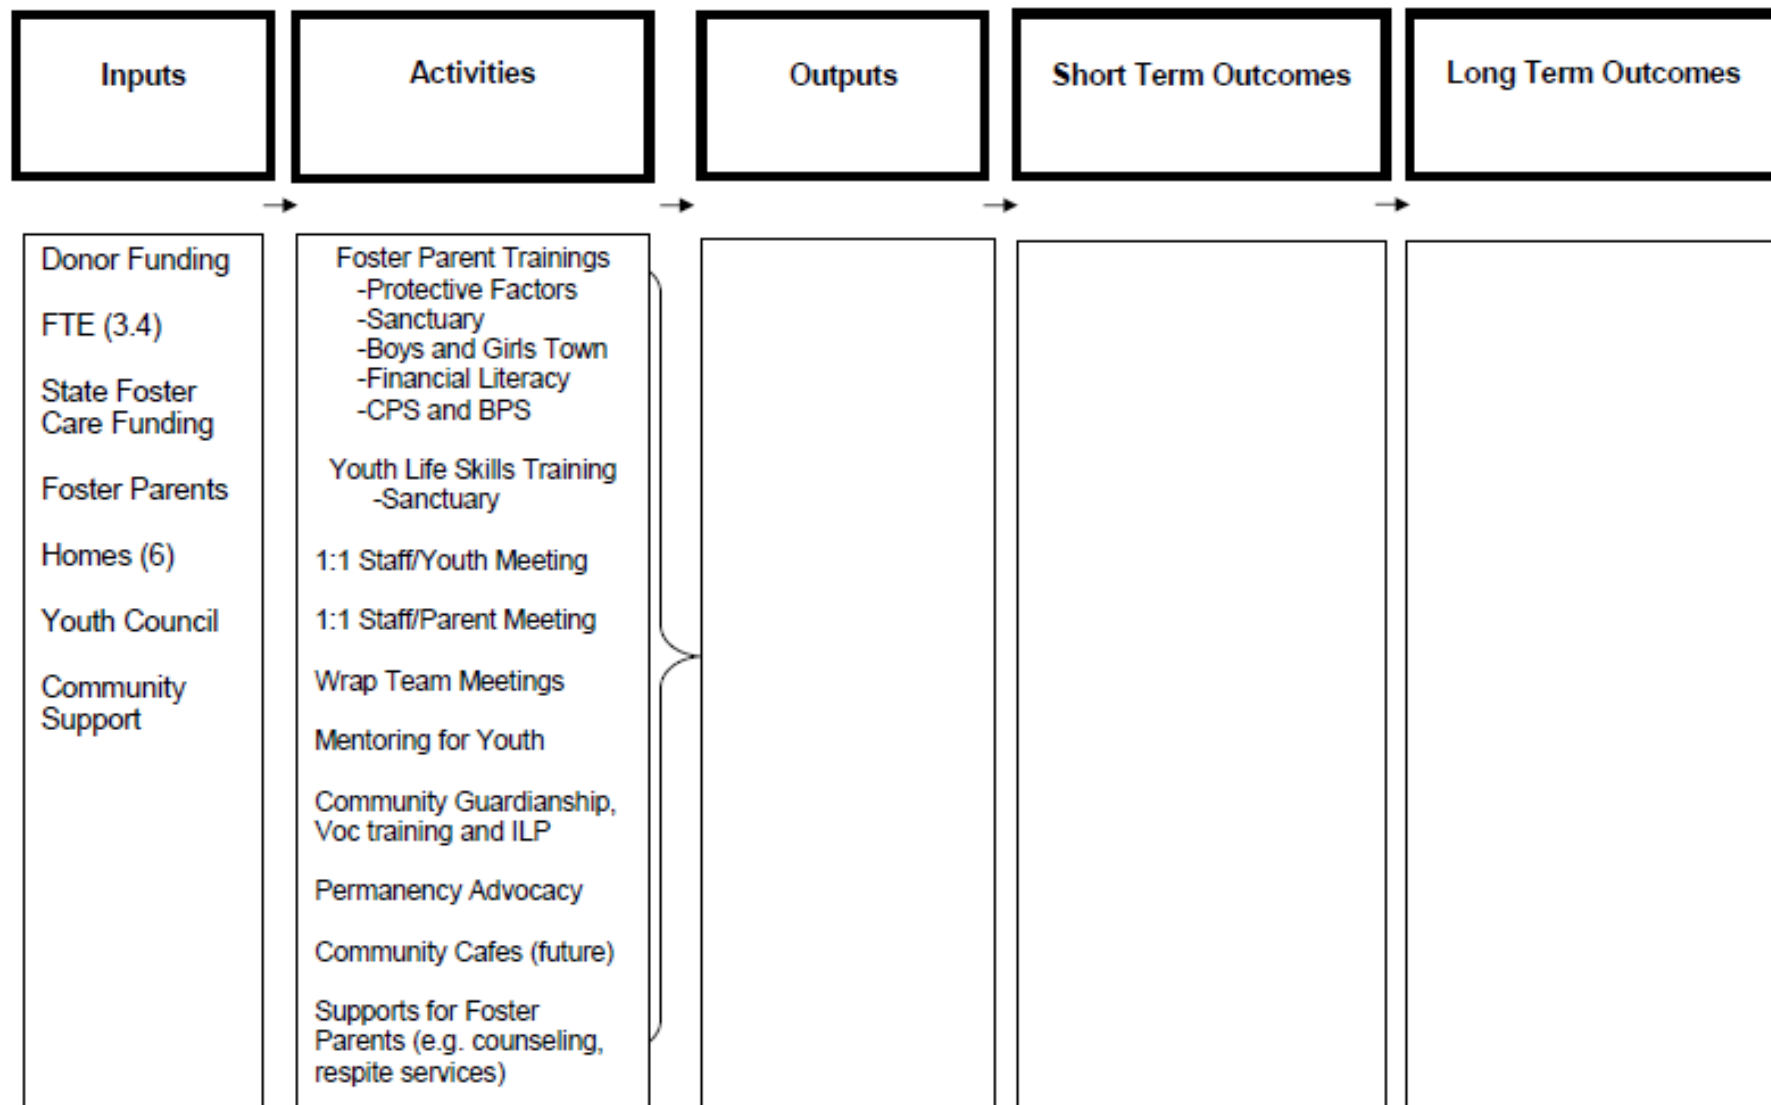 Inputs
Activities
Outputs
Short Term Outcomes
Long Term Outcomes
Donor Funding
FTE (3.4)
State Foster
Care Funding
Foster Parents
Homes (6)
Youth Council
Community
Support
Foster Parent Trainings
-Protective Factors
-Sanctuary
-Boys and Girls Town
-Financial Literacy
-CPS and BPS
Youth Life Skills Training
-Sanctuary
1:1 Staff/Youth Meeting
1:1 Staff/Parent Meeting
Wrap Team Meetings
Mentoring for Youth
Community Guardianship,
Voc training and ILP
Permanency Advocacy
Community Cafes (future)
Supports for Foster
Parents (e.g. counseling,
respite services)